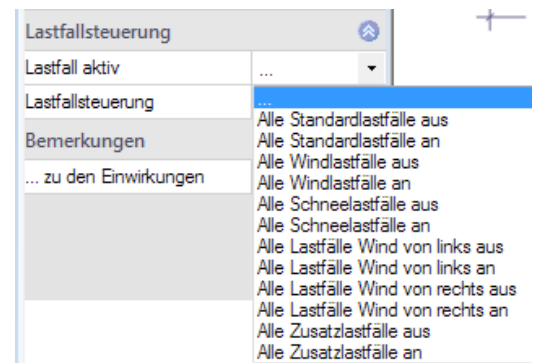 Lastfallsteuerung
Lastfall aktiv ...
Lastfallsteuerung ...
Alle Standardlastfälle aus
Bemerkungen Alle Standardlastfälle an
Alle Windlastfälle aus
... zu den Einwirkungen Alle Windlastfälle an
Alle Schneelastfälle aus
Alle Schneelastfälle an
Alle Lastfälle Wind von links aus
Alle Lastfälle Wind von links an
Alle Lastfälle Wind von rechts aus
Alle Lastfälle Wind von rechts an
Alle Zusatzlastfälle aus
Alle Zusatzlastfälle an